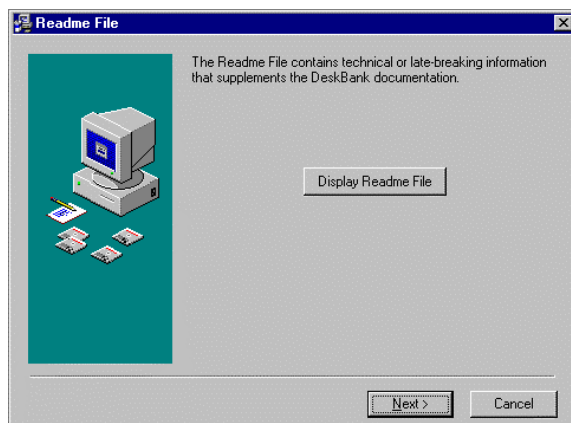 Readme File
The Readme File contains technical or late-breaking information
that supplements the DeskBank documentation.
Display Readme File
Next >
Cancel